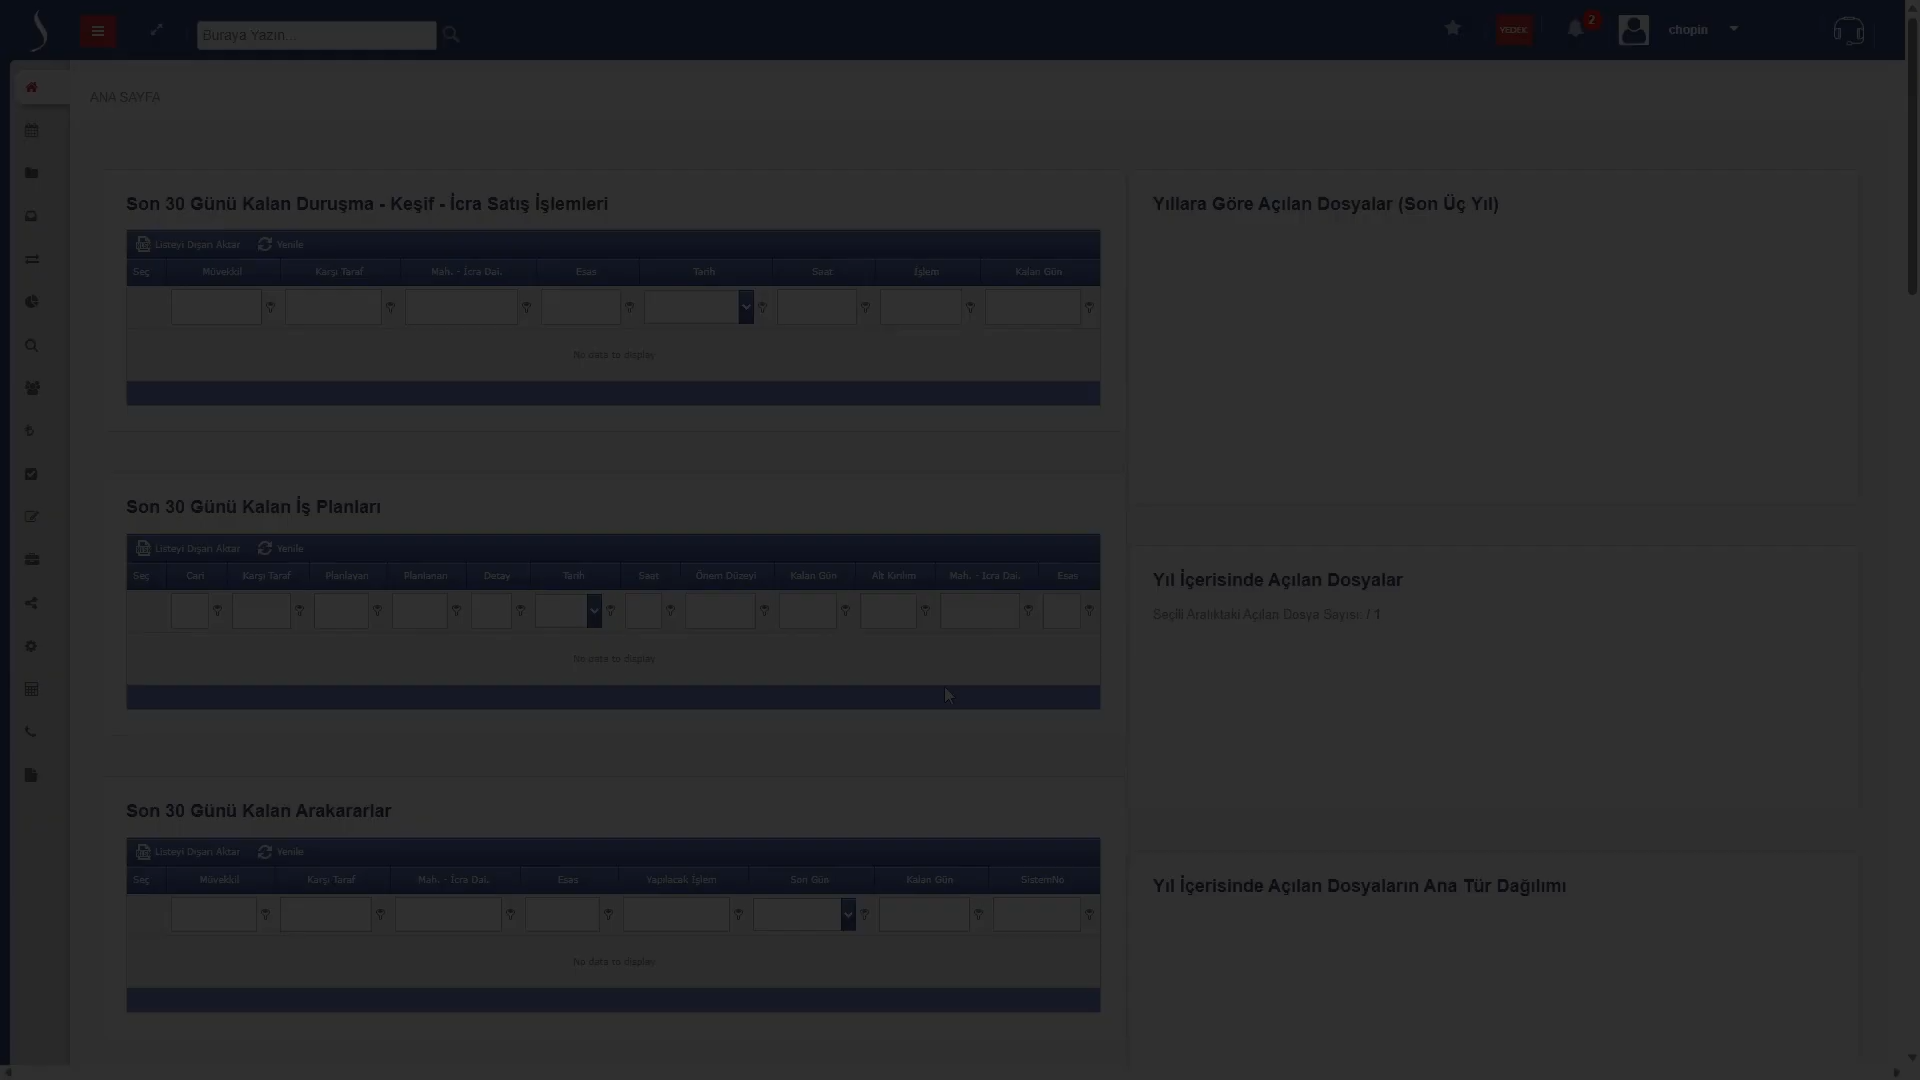 Buraya Yazın...
YEDEK
2
chopin
ANA SAYFA
Son 30 Günü Kalan Duruşma - Keşif - İcra Satış İşlemleri
Listeyi Dışarı Aktar Yenile
Seç Müvekkil Karşı Taraf Mah. - İcra Dai. Esas Tarih Saat İşlem Kalan Gün
No data to display
Son 30 Günü Kalan İş Planları
Listeyi Dışarı Aktar Yenile
Seç Cari Karşı Taraf Planlayan Planlanan Detay Tarih Saat Önem Düzeyi Kalan Gün Alt Kırılım Mah. - İcra Dai. Esas
No data to display
Son 30 Günü Kalan Arakararlar
Listeyi Dışarı Aktar Yenile
Seç Müvekkil Karşı Taraf Mah. - İcra Dai. Esas Yapılacak İşlem Son Gün Kalan Gün SistemNo
No data to display
Yıllara Göre Açılan Dosyalar (Son Üç Yıl)
Yıl İçerisinde Açılan Dosyalar
Seçili Aralıktaki Açılan Dosya Sayısı: / 1
Yıl İçerisinde Açılan Dosyaların Ana Tür Dağılımı